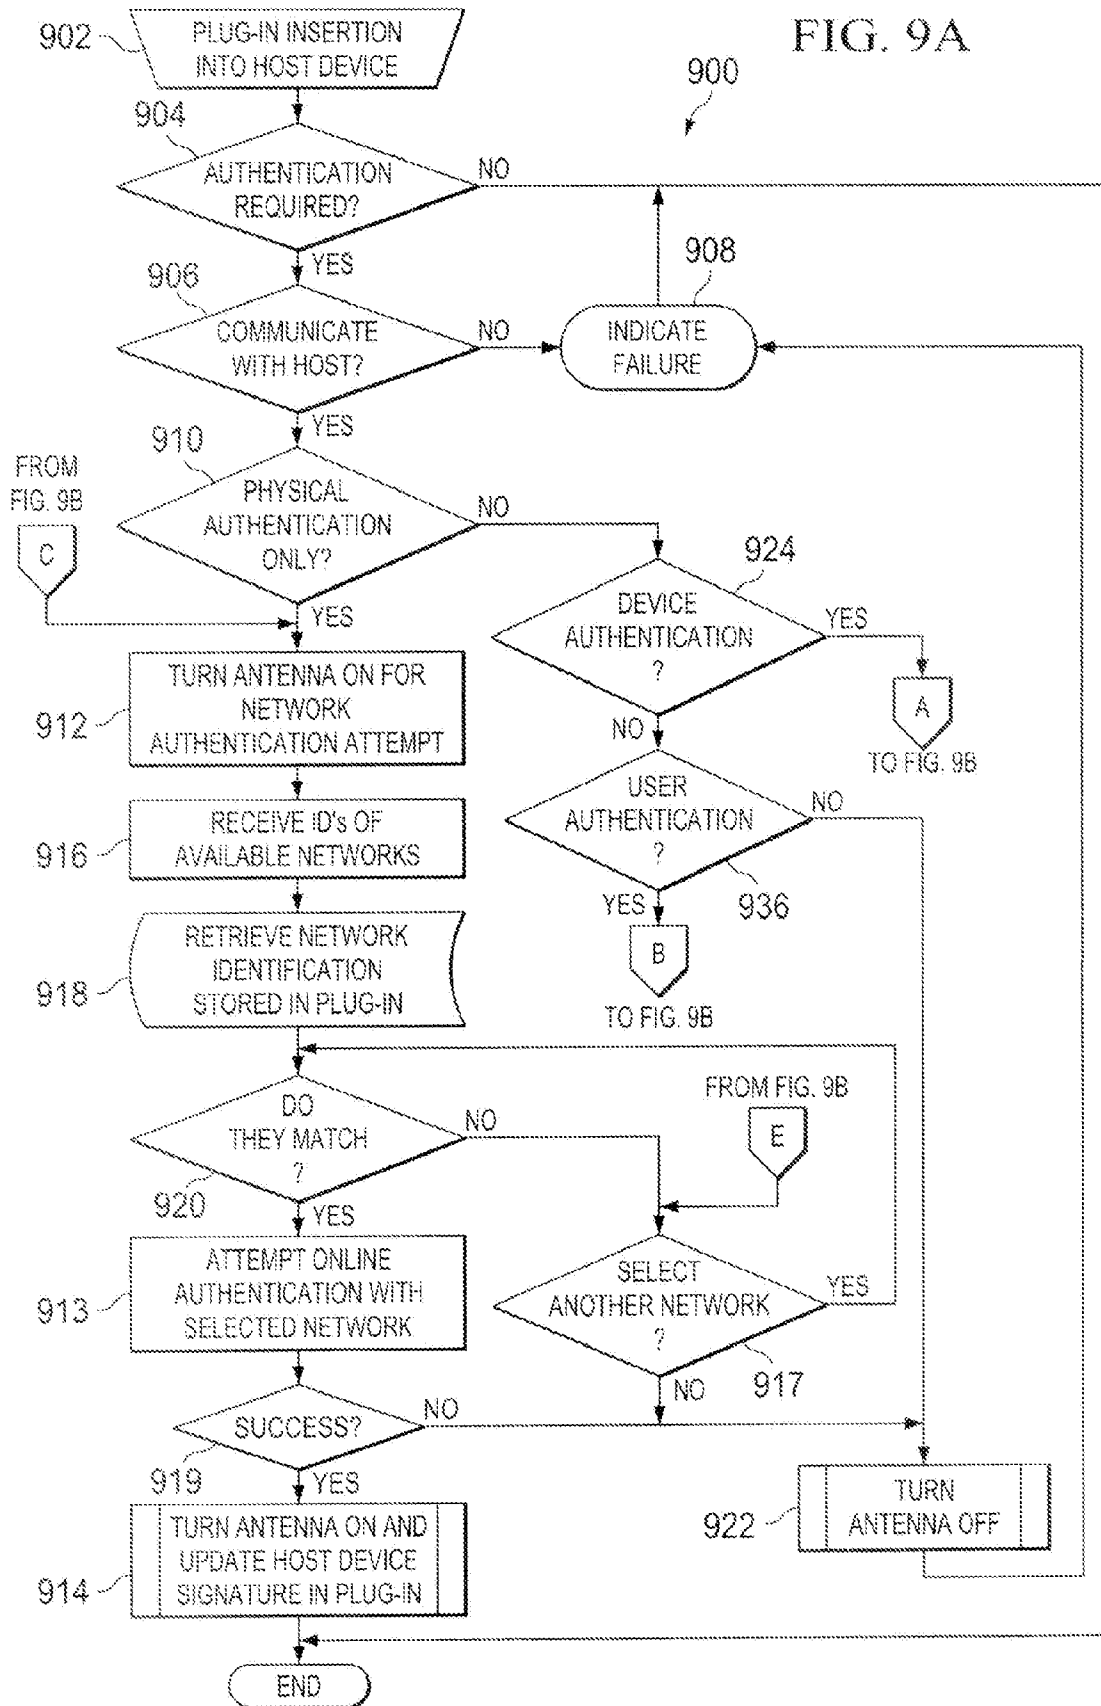 FIG. 9A
900
902
PLUG-IN INSERTION
INTO HOST DEVICE
904
AUTHENTICATION
REQUIRED?
NO
YES
906
COMMUNICATE
WITH HOST?
NO
YES
908
INDICATE
FAILURE
910
PHYSICAL
AUTHENTICATION
ONLY?
NO
YES
FROM
FIG. 9B
C
924
DEVICE
AUTHENTICATION
?
YES
NO
A
TO FIG. 9B
912
TURN ANTENNA ON FOR
NETWORK
AUTHENTICATION ATTEMPT
USER
AUTHENTICATION
?
NO
YES
936
B
TO FIG. 9B
916
RECEIVE ID's OF
AVAILABLE NETWORKS
918
RETRIEVE NETWORK
IDENTIFICATION
STORED IN PLUG-IN
FROM FIG. 9B
E
DO
THEY MATCH
?
NO
920
YES
913
ATTEMPT ONLINE
AUTHENTICATION WITH
SELECTED NETWORK
SELECT
ANOTHER NETWORK
?
YES
917
NO
SUCCESS?
NO
919
YES
922
TURN
ANTENNA OFF
914
TURN ANTENNA ON AND
UPDATE HOST DEVICE
SIGNATURE IN PLUG-IN
END